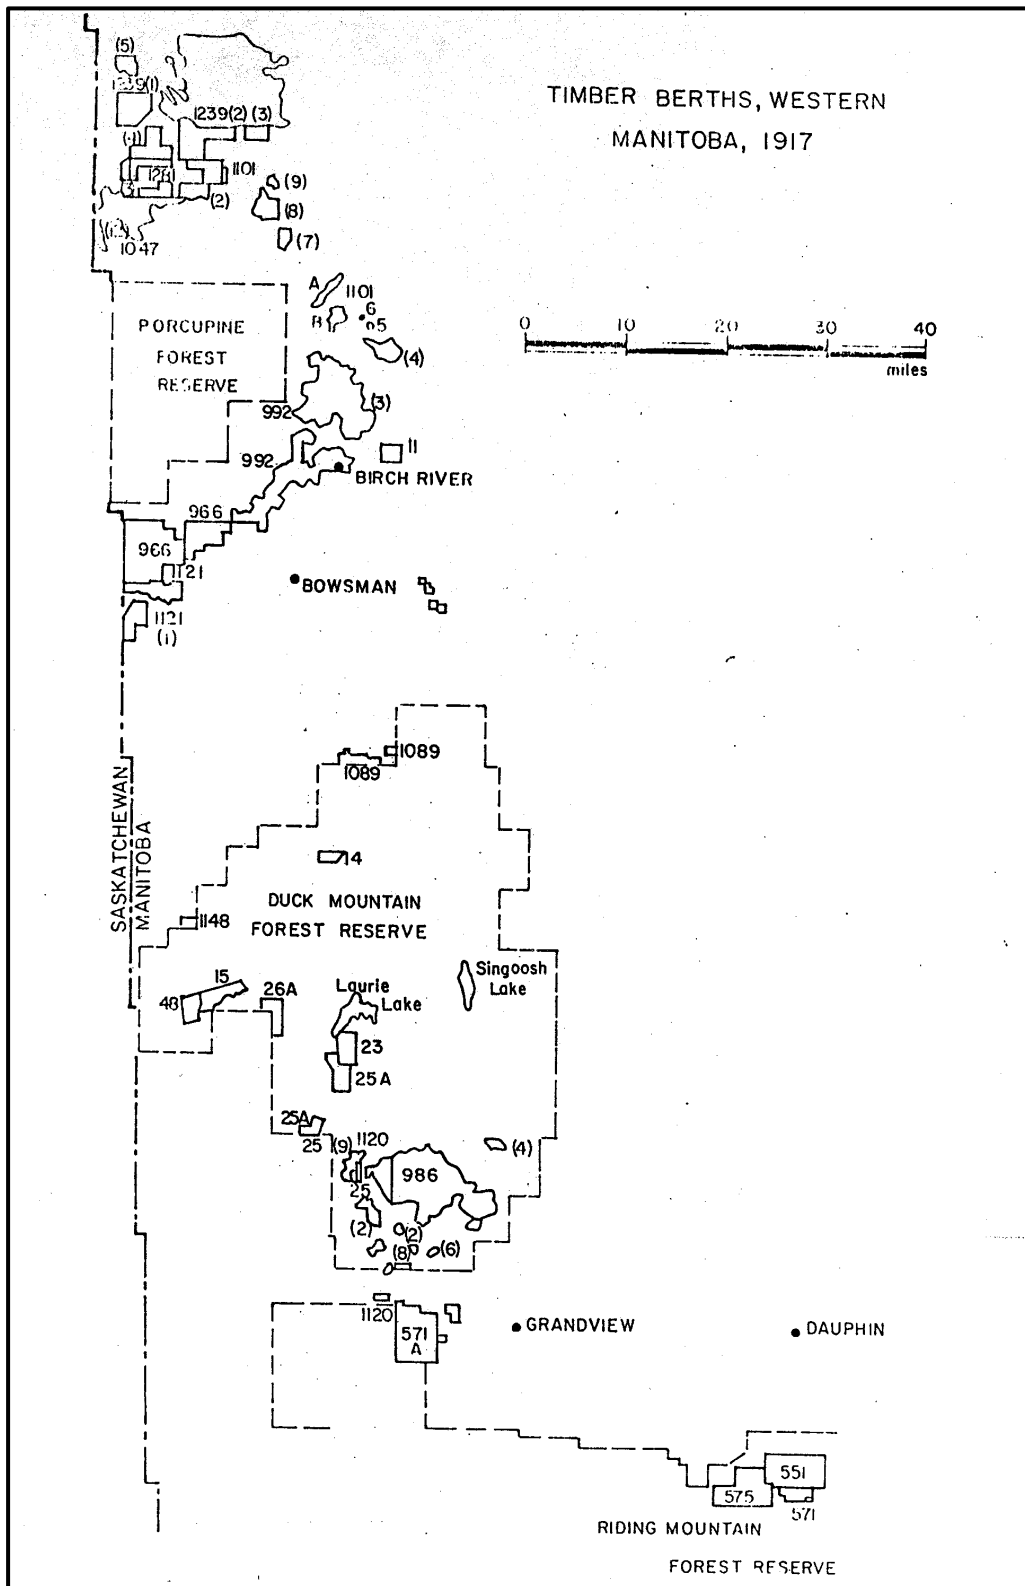 TIMBER BERTHS, WESTERN
MANITOBA, 1917
(5)
1239(1)
1239(2) (3)
1101
(2)
(9)
(8)
(7)
1047
A
1101
B
6
5
(4)
0 10 20 30 40
miles
PORCUPINE
FOREST
RESERVE
992
(3)
11
992
BIRCH RIVER
966
966
1121
BOWSMAN
1121
(1)
1089
1089
SASKATCHEWAN
MANITOBA
14
DUCK MOUNTAIN
FOREST RESERVE
1148
15
48
26A
Laurie
Lake
Singoosh
Lake
23
25A
25A
25
(9)
1120
986
(4)
25
(2)
(2)
(8)
(6)
1120
571
A
GRANDVIEW
DAUPHIN
551
575
571
RIDING MOUNTAIN
FOREST RESERVE